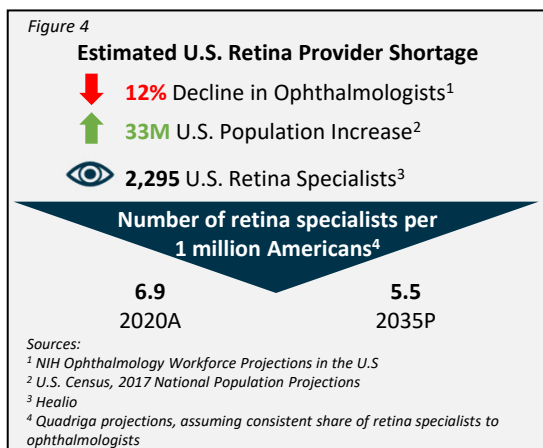 Figure 4
Estimated U.S. Retina Provider Shortage
12% Decline in Ophthalmologists¹
33M U.S. Population Increase²
2,295 U.S. Retina Specialists³
Number of retina specialists per
1 million Americans⁴
6.9 5.5
2020A 2035P
Sources:
¹ NIH Ophthalmology Workforce Projections in the U.S
² U.S. Census, 2017 National Population Projections
³ Healio
⁴ Quadriga projections, assuming consistent share of retina specialists to
ophthalmologists